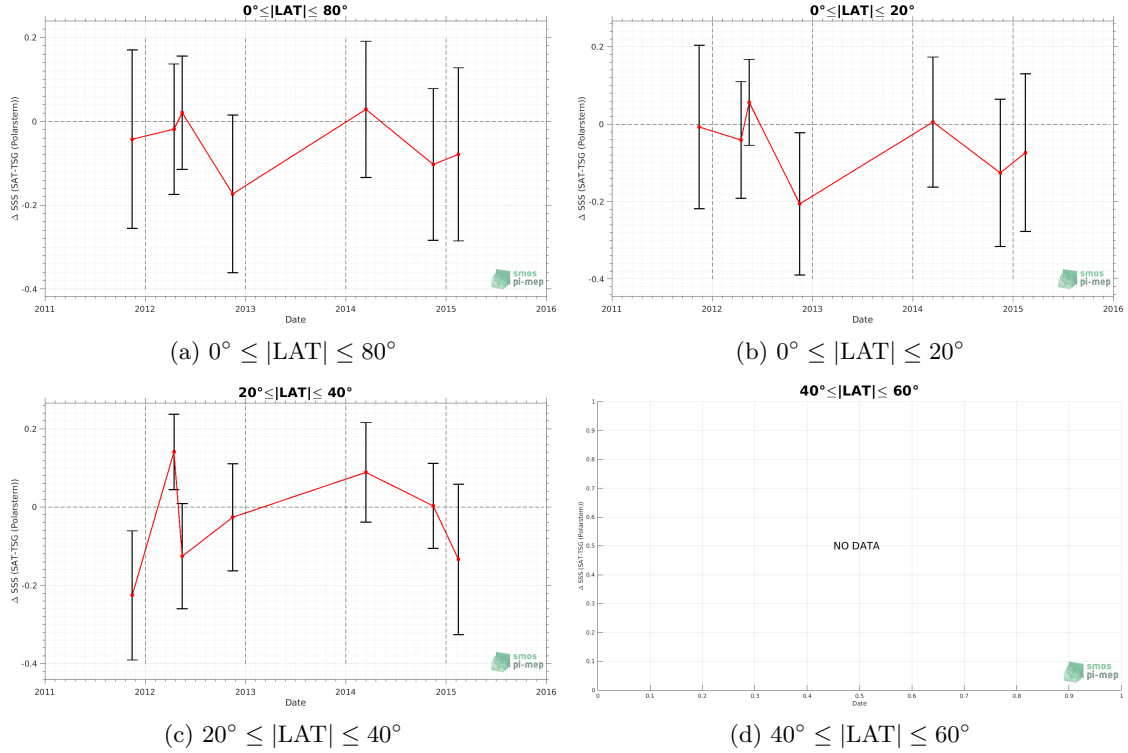 0°≤|LAT|≤ 80°
Δ SSS (SAT-TSG (Polarstern))
0.2
0
-0.2
-0.4
2011 2012 2013 2014 2015 2016
Date
smos
pi-mep
(a) 0° ≤ |LAT| ≤ 80°
0°≤|LAT|≤ 20°
Δ SSS (SAT-TSG (Polarstern))
0.2
0
-0.2
-0.4
2011 2012 2013 2014 2015 2016
Date
smos
pi-mep
(b) 0° ≤ |LAT| ≤ 20°
20°≤|LAT|≤ 40°
Δ SSS (SAT-TSG (Polarstern))
0.2
0
-0.2
-0.4
2011 2012 2013 2014 2015 2016
Date
smos
pi-mep
(c) 20° ≤ |LAT| ≤ 40°
40°≤|LAT|≤ 60°
Δ SSS (SAT-TSG (Polarstern))
1
0.9
0.8
0.7
0.6
0.5
0.4
0.3
0.2
0.1
0
NO DATA
0 0.1 0.2 0.3 0.4 0.5 0.6 0.7 0.8 0.9 1
Date
smos
pi-mep
(d) 40° ≤ |LAT| ≤ 60°